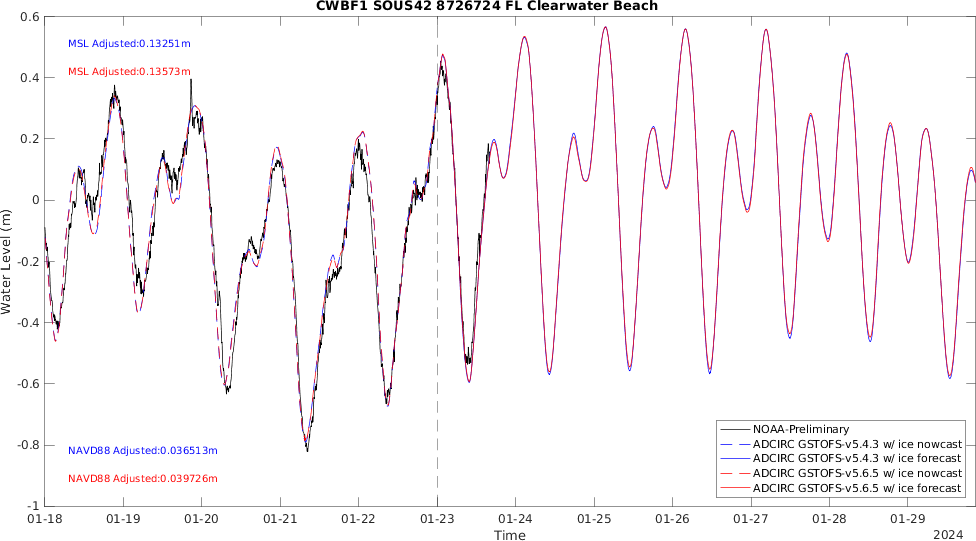 CWBF1 SOUS42 8726724 FL Clearwater Beach
0.6
0.4
0.2
0
-0.2
-0.4
-0.6
-0.8
-1
Water Level (m)
MSL Adjusted:0.13251m
MSL Adjusted:0.13573m
NAVD88 Adjusted:0.036513m
NAVD88 Adjusted:0.039726m
NOAA-Preliminary
ADCIRC GSTOFS-v5.4.3 w/ ice nowcast
ADCIRC GSTOFS-v5.4.3 w/ ice forecast
ADCIRC GSTOFS-v5.6.5 w/ ice nowcast
ADCIRC GSTOFS-v5.6.5 w/ ice forecast
01-18 01-19 01-20 01-21 01-22 01-23 01-24 01-25 01-26 01-27 01-28 01-29
Time
2024